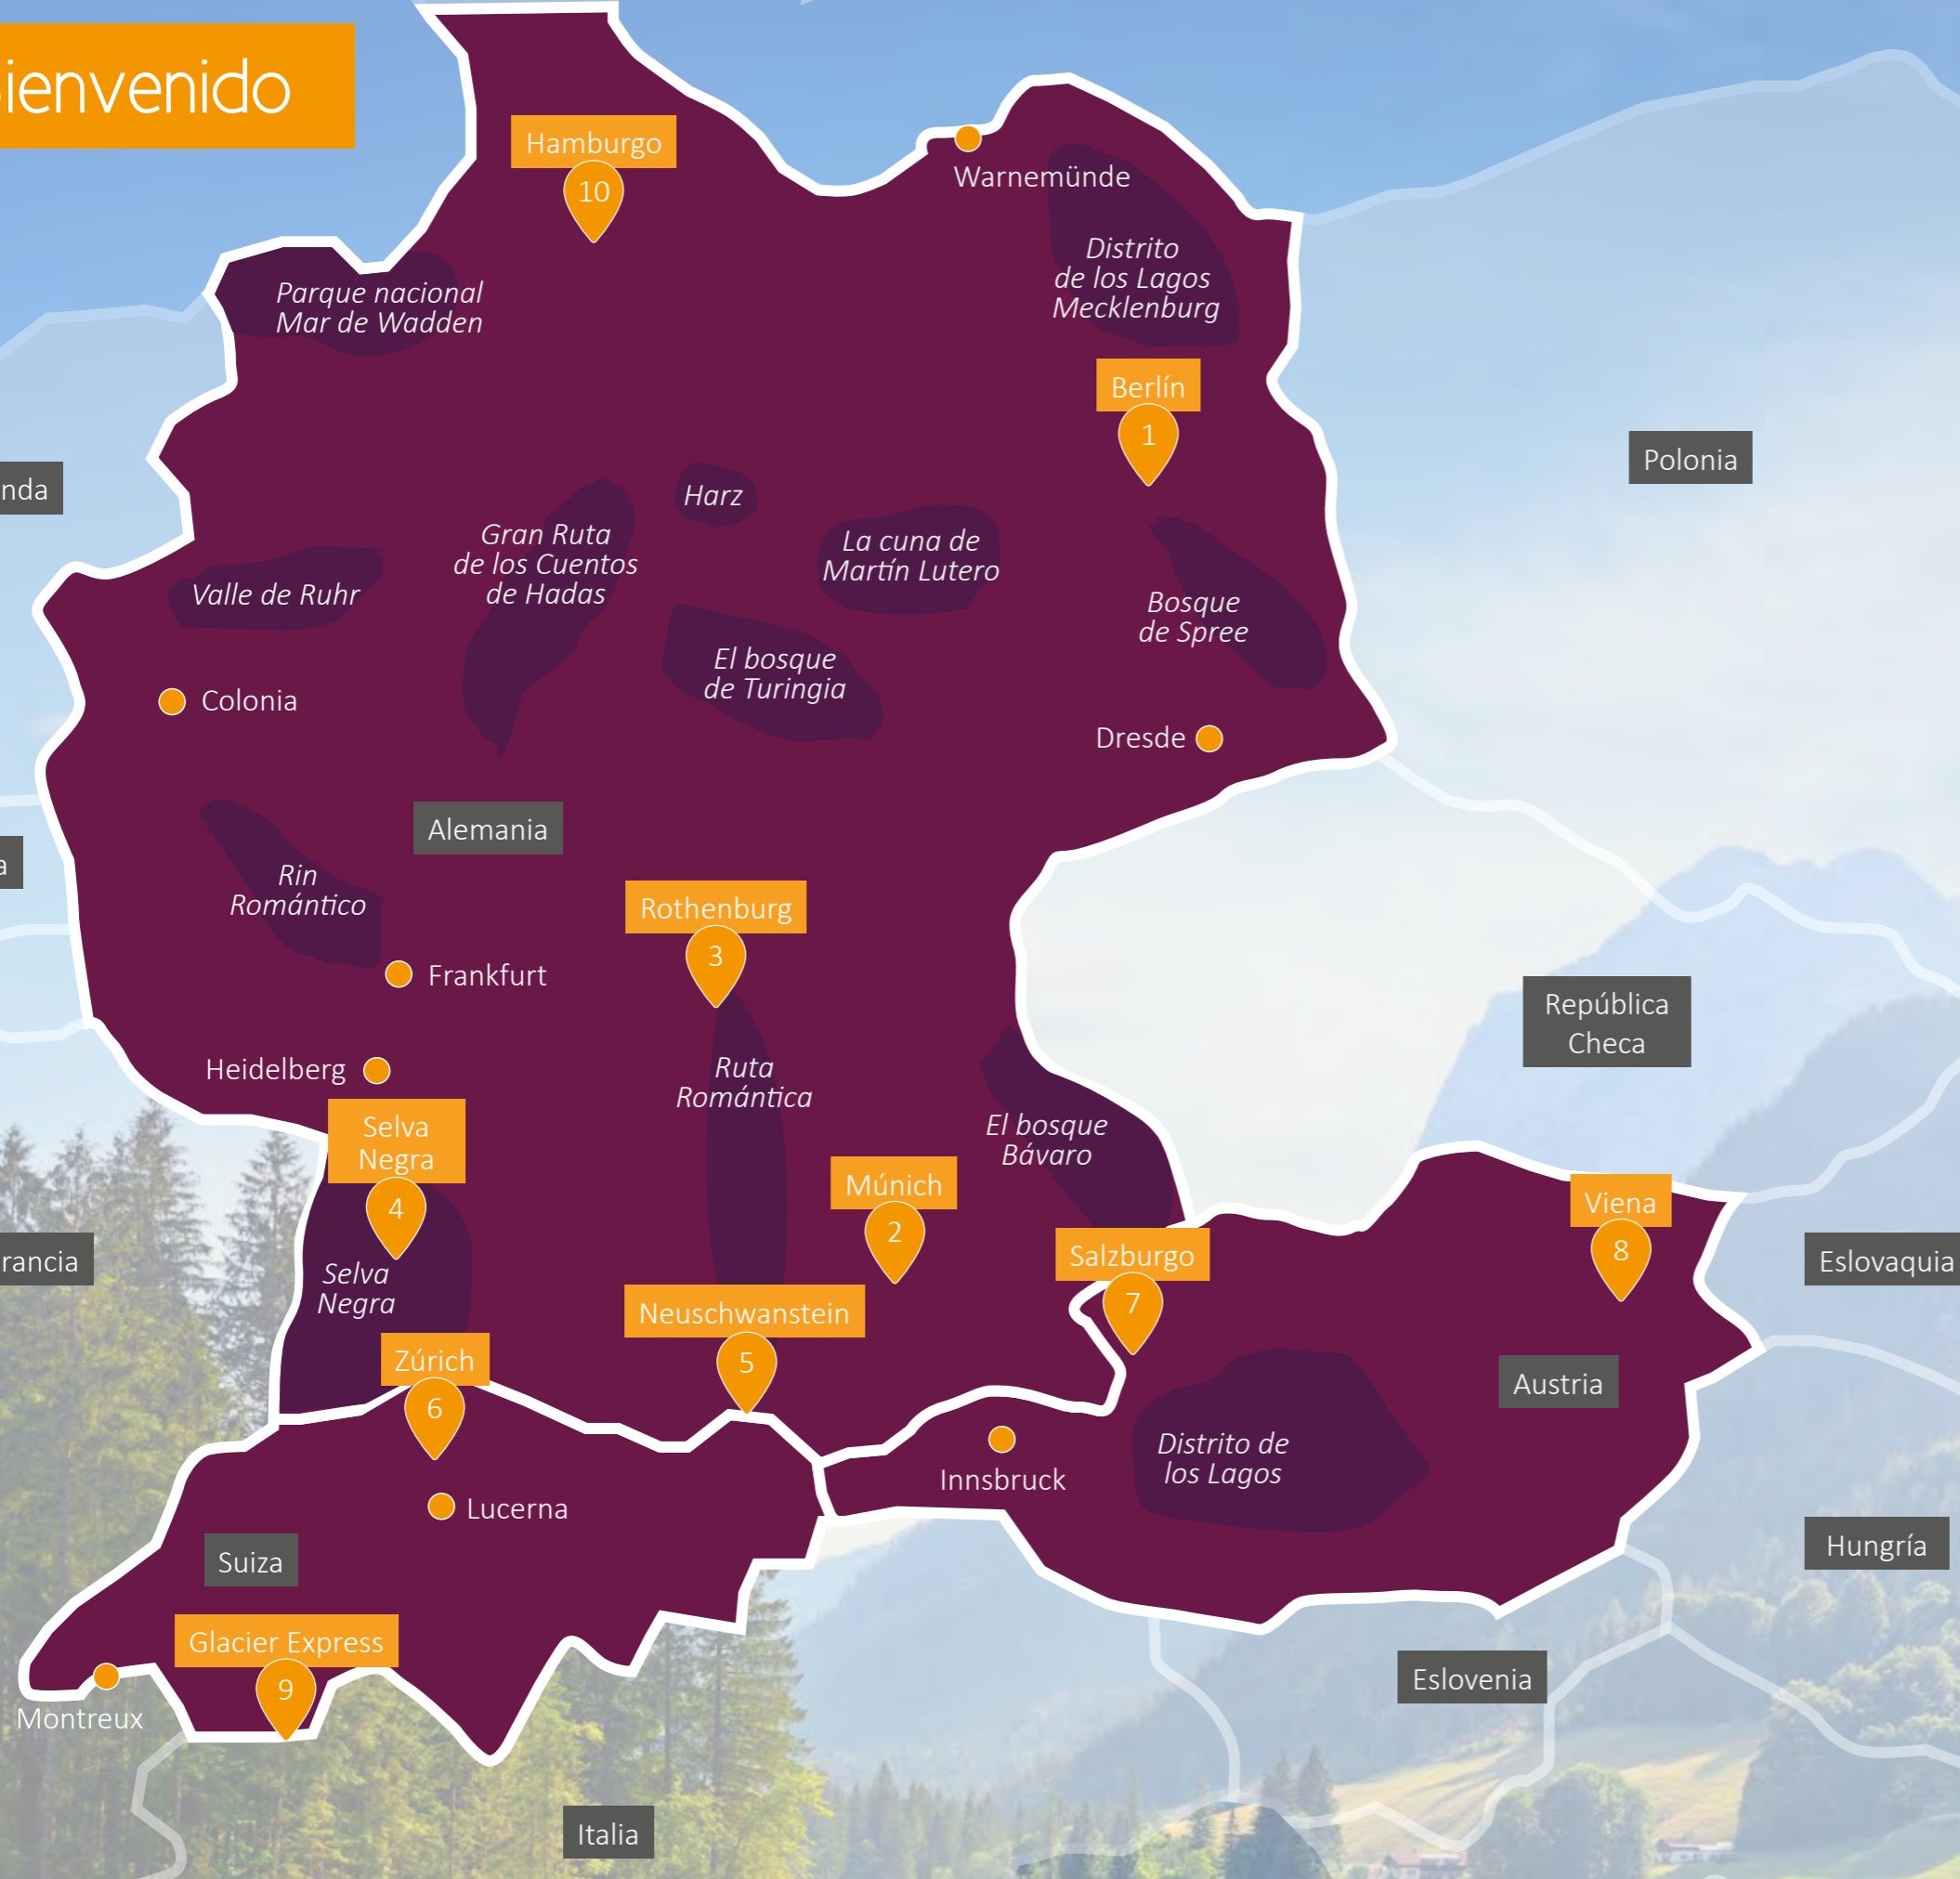 ienvenido
Hamburgo
10
Warnemünde
Distrito
de los Lagos
Mecklenburg
Parque nacional
Mar de Wadden
Berlín
1
Polonia
nda
Harz
Gran Ruta
de los Cuentos
de Hadas
La cuna de
Martín Lutero
Valle de Ruhr
Bosque
de Spree
El bosque
de Turingia
Colonia
Dresde
Alemania
a
Rin
Romántico
Rothenburg
3
Frankfurt
República
Checa
Heidelberg
Ruta
Romántica
Selva
Negra
4
El bosque
Bávaro
Múnich
2
Viena
8
Salzburgo
7
rancia
Eslovaquia
Selva
Negra
Neuschwanstein
5
Zúrich
6
Austria
Distrito de
los Lagos
Innsbruck
Lucerna
Suiza
Hungría
Glacier Express
9
Eslovenia
Montreux
Italia